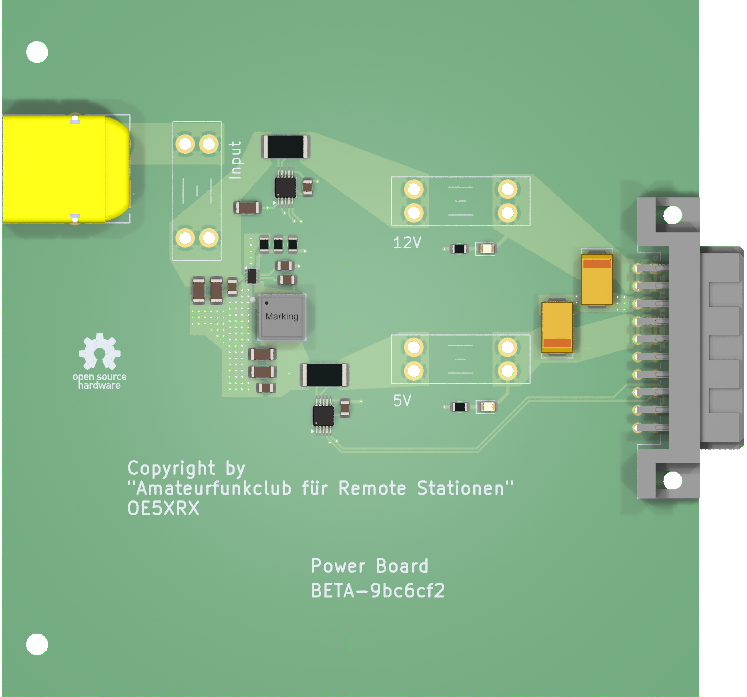 Input
12V
Marking
open source
hardware
5V
Copyright by
"Amateurfunkclub für Remote Stationen"
OE5XRX
Power Board
BETA-9bc6cf2